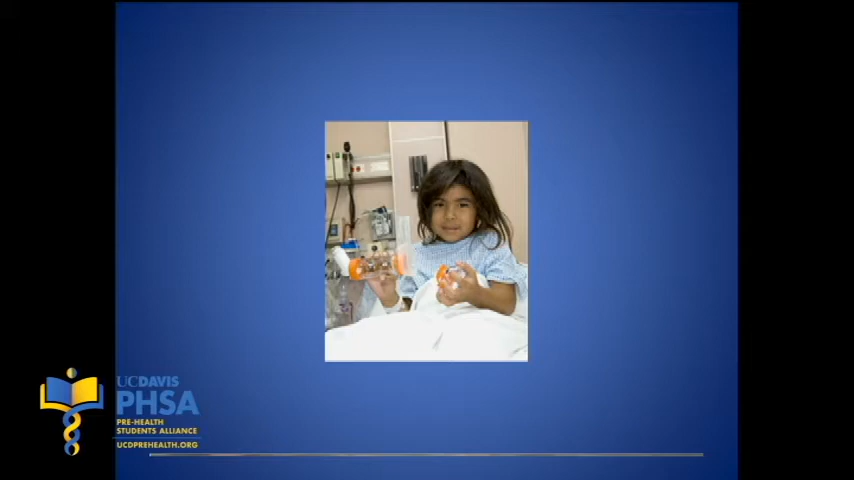 UCDAVIS
PHSA
PRE-HEALTH
STUDENTS ALLIANCE
UCDPREHEALTH.ORG